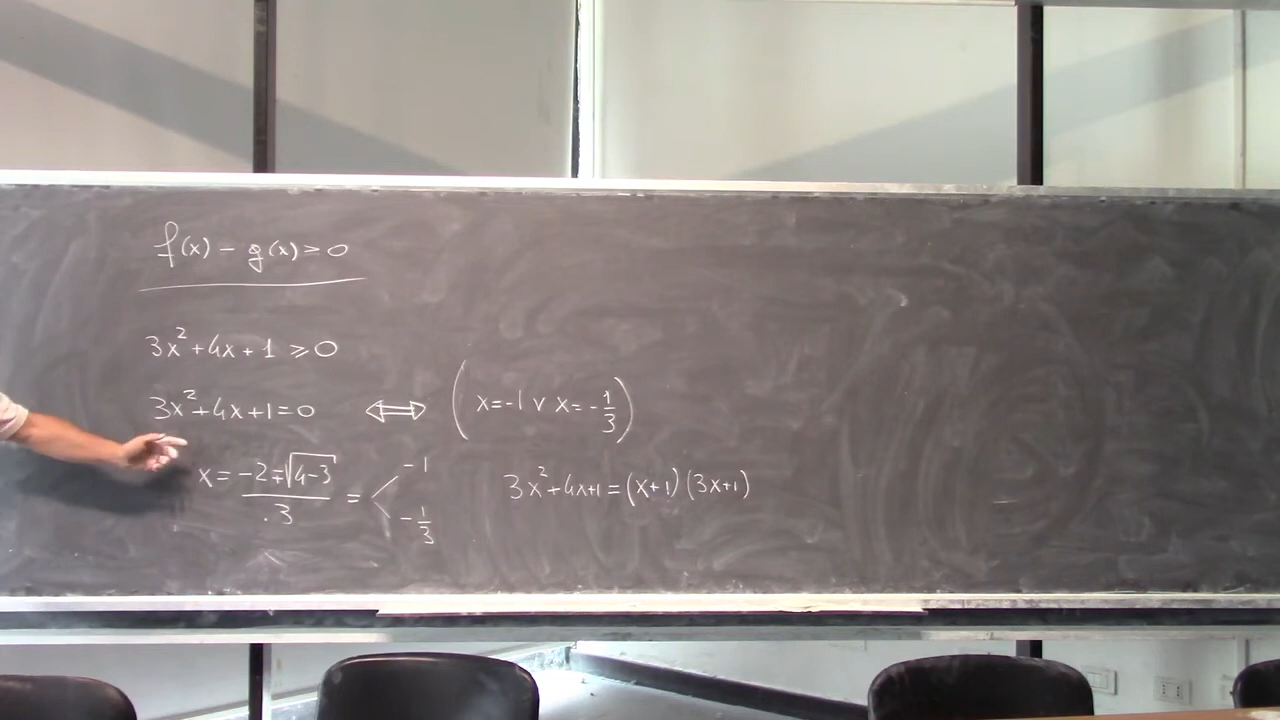 f(x) - g(x) ≥ 0
3x² + 4x + 1 ≥ 0
3x² + 4x + 1 = 0 ⟺ (x = -1 ∨ x = -1/3)
x = (-2 ∓ √(4-3))/3 = < -1
-1/3
3x² + 4x + 1 = (x+1)(3x+1)